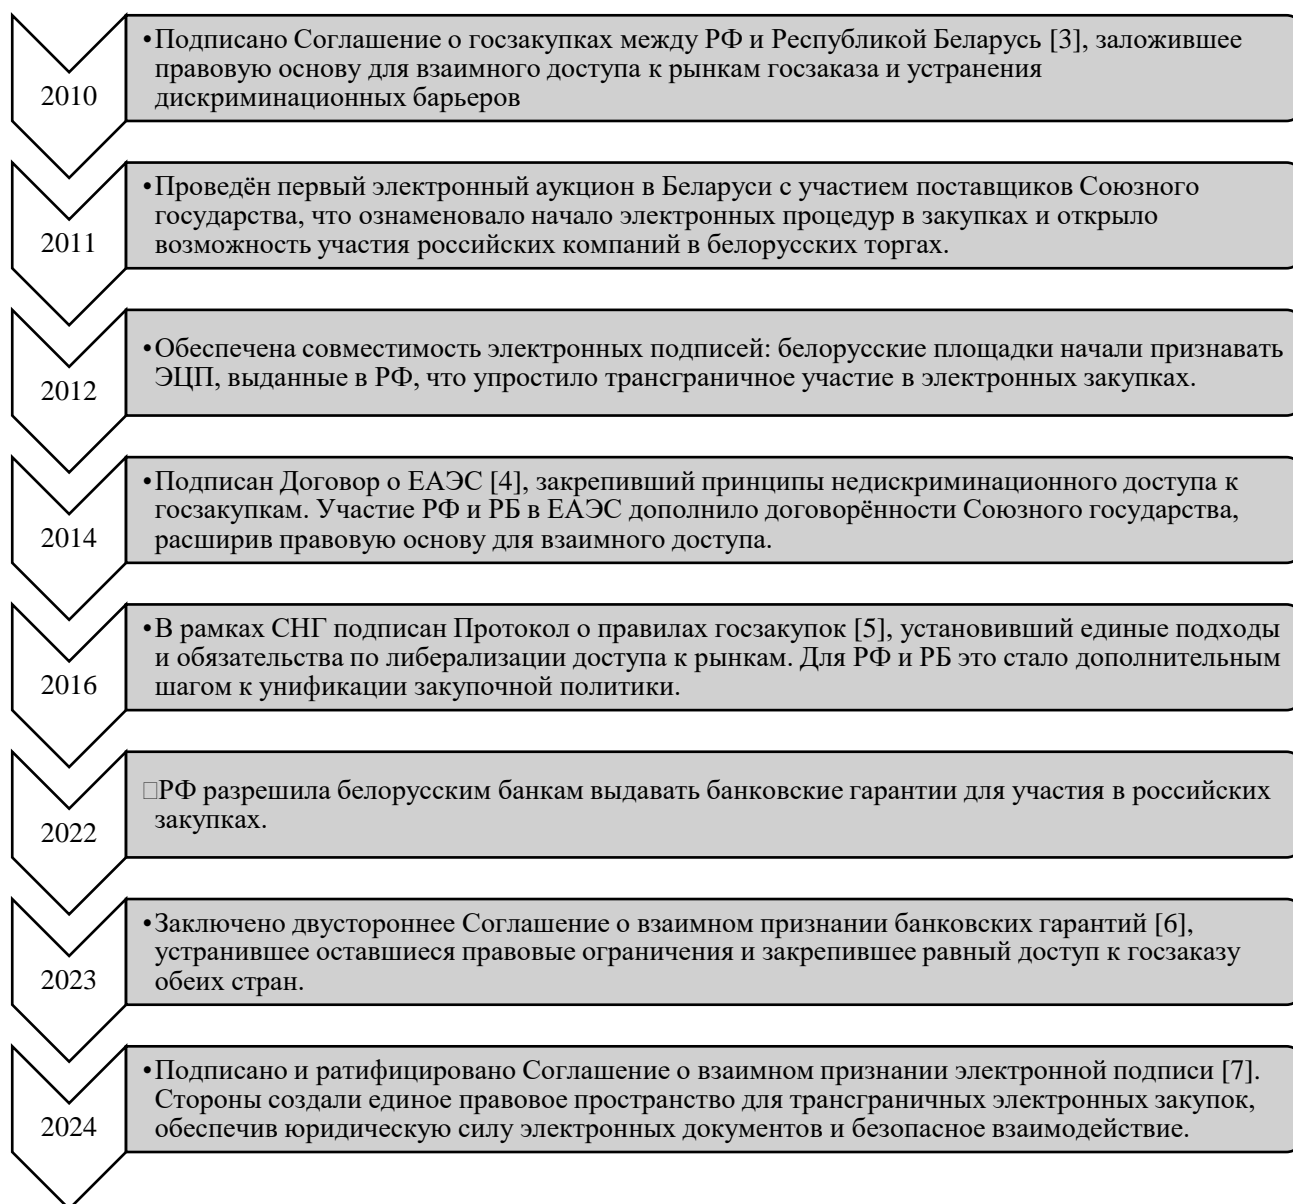 2010
•Подписано Соглашение о госзакупках между РФ и Республикой Беларусь [3], заложившее
правовую основу для взаимного доступа к рынкам госзаказа и устранения
дискриминационных барьеров
2011
•Проведён первый электронный аукцион в Беларуси с участием поставщиков Союзного
государства, что ознаменовало начало электронных процедур в закупках и открыло
возможность участия российских компаний в белорусских торгах.
2012
•Обеспечена совместимость электронных подписей: белорусские площадки начали признавать
ЭЦП, выданные в РФ, что упростило трансграничное участие в электронных закупках.
2014
•Подписан Договор о ЕАЭС [4], закрепивший принципы недискриминационного доступа к
госзакупкам. Участие РФ и РБ в ЕАЭС дополнило договорённости Союзного государства,
расширив правовую основу для взаимного доступа.
2016
•В рамках СНГ подписан Протокол о правилах госзакупок [5], установивший единые подходы
и обязательства по либерализации доступа к рынкам. Для РФ и РБ это стало дополнительным
шагом к унификации закупочной политики.
2022
□РФ разрешила белорусским банкам выдавать банковские гарантии для участия в российских
закупках.
2023
•Заключено двустороннее Соглашение о взаимном признании банковских гарантий [6],
устранившее оставшиеся правовые ограничения и закрепившее равный доступ к госзаказу
обеих стран.
2024
•Подписано и ратифицировано Соглашение о взаимном признании электронной подписи [7].
Стороны создали единое правовое пространство для трансграничных электронных закупок,
обеспечив юридическую силу электронных документов и безопасное взаимодействие.